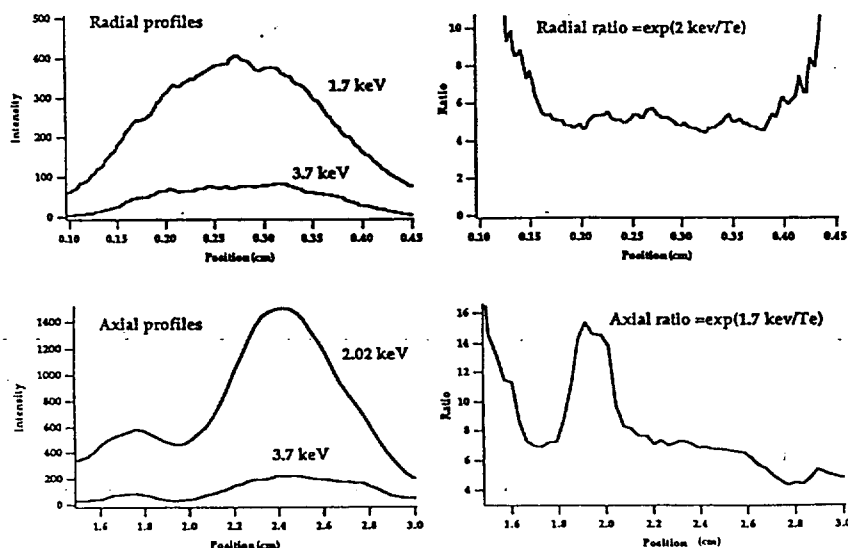 Radial profiles
500
400
300
200
100
0
Intensity
1.7 keV
3.7 keV
0.10 0.15 0.20 0.25 0.30 0.35 0.40 0.45
Position (cm)
Radial ratio =exp(2 kev/Te)
10
8
6
4
2
0
Ratio
0.10 0.15 0.20 0.25 0.30 0.35 0.40 0.45
Position (cm)
Axial profiles
1400
1200
1000
800
600
400
200
0
Intensity
2.02 keV
3.7 keV
1.6 1.8 2.0 2.2 2.4 2.6 2.8 3.0
Position (cm)
Axial ratio =exp(1.7 kev/Te)
16
14
12
10
8
6
4
Ratio
1.6 1.8 2.0 2.2 2.4 2.6 2.8 3.0
Position (cm)